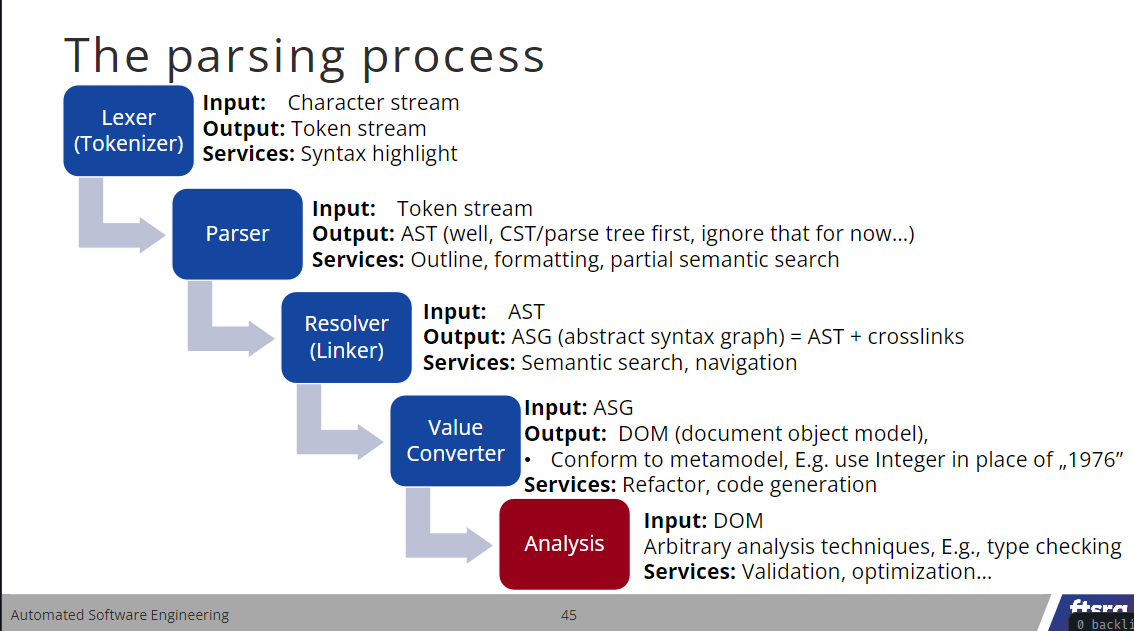 The parsing process
Lexer
(Tokenizer)
Input: Character stream
Output: Token stream
Services: Syntax highlight
Parser
Input: Token stream
Output: AST (well, CST/parse tree first, ignore that for now...)
Services: Outline, formatting, partial semantic search
Resolver
(Linker)
Input: AST
Output: ASG (abstract syntax graph) = AST + crosslinks
Services: Semantic search, navigation
Value
Converter
Input: ASG
Output: DOM (document object model),
• Conform to metamodel, E.g. use Integer in place of „1976”
Services: Refactor, code generation
Analysis
Input: DOM
Arbitrary analysis techniques, E.g., type checking
Services: Validation, optimization...
Automated Software Engineering
45
ftsrg
0 backli